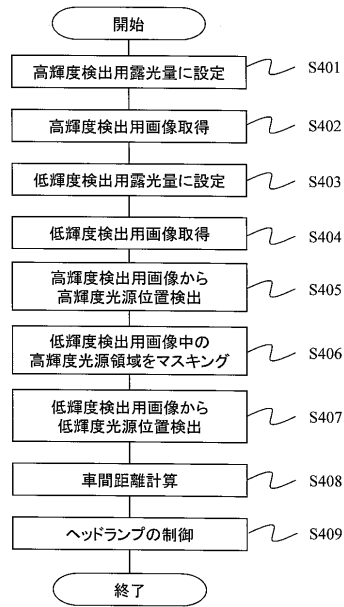 開始
高輝度検出用露光量に設定
S401
高輝度検出用画像取得
S402
低輝度検出用露光量に設定
S403
低輝度検出用画像取得
S404
高輝度検出用画像から
高輝度光源位置検出
S405
低輝度検出用画像中の
高輝度光源領域をマスキング
S406
低輝度検出用画像から
低輝度光源位置検出
S407
車間距離計算
S408
ヘッドランプの制御
S409
終了